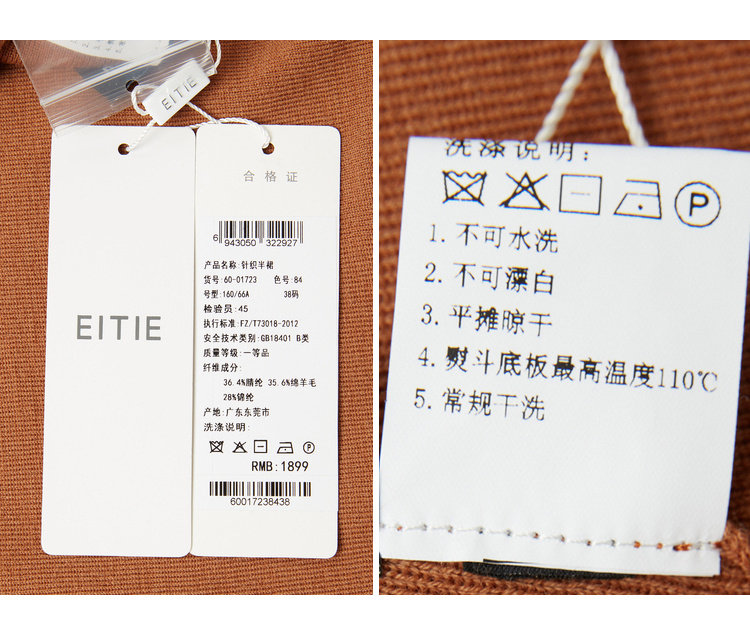 EITIE
EITIE
合格证
6 943050 322927
产品名称:针织半裙
货号:60-01723 色号:84
号型:160/66A 38码
检验员:45
执行标准:FZ/T73018-2012
安全技术类别:GB18401 B类
质量等级:一等品
纤维成分:
36.4%腈纶 35.6%绵羊毛
28%锦纶
产地:广东东莞市
洗涤说明:
P
RMB:1899
60017238438
洗涤说明:
P
1.不可水洗
2.不可漂白
3.平摊晾干
4.熨斗底板最高温度110℃
5.常规干洗